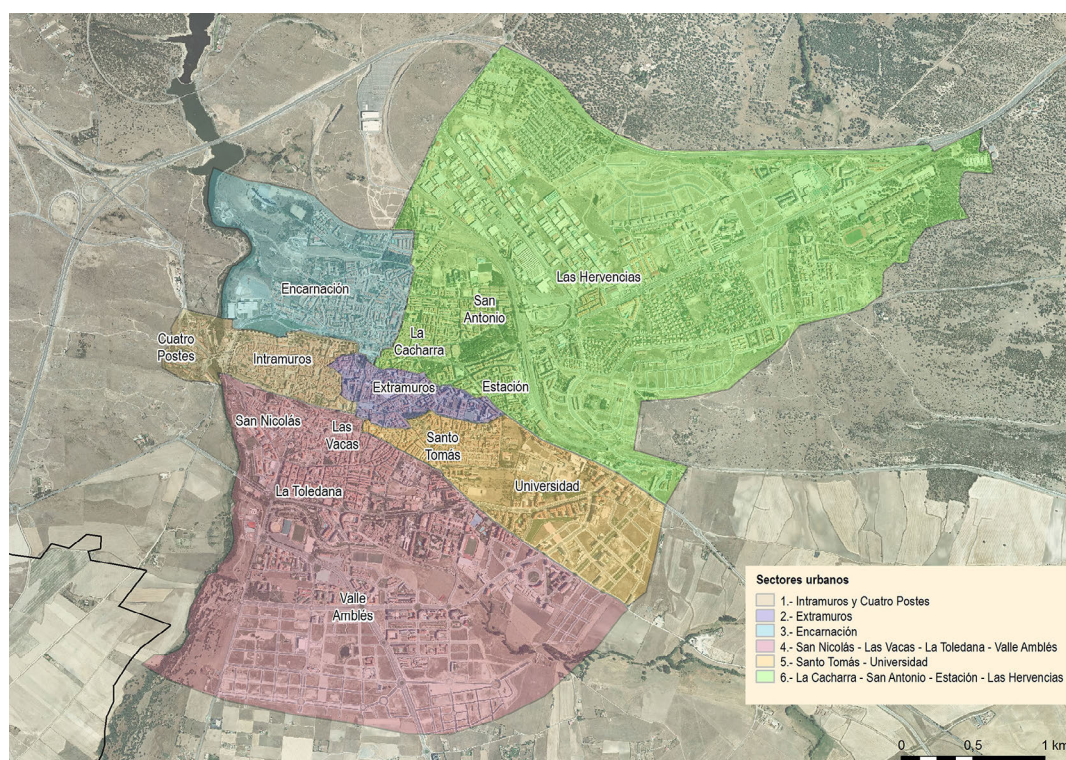 Las Hervencias
Encarnación
San
Antonio
La
Cacharra
Cuatro
Postes
Intramuros
Extramuros
Estación
San Nicolás
Las
Vacas
Santo
Tomás
Universidad
La Toledana
Valle
Amblés
Sectores urbanos
1.- Intramuros y Cuatro Postes
2.- Extramuros
3.- Encarnación
4.- San Nicolás - Las Vacas - La Toledana - Valle Amblés
5.- Santo Tomás - Universidad
6.- La Cacharra - San Antonio - Estación - Las Hervencias
0 0,5 1 km